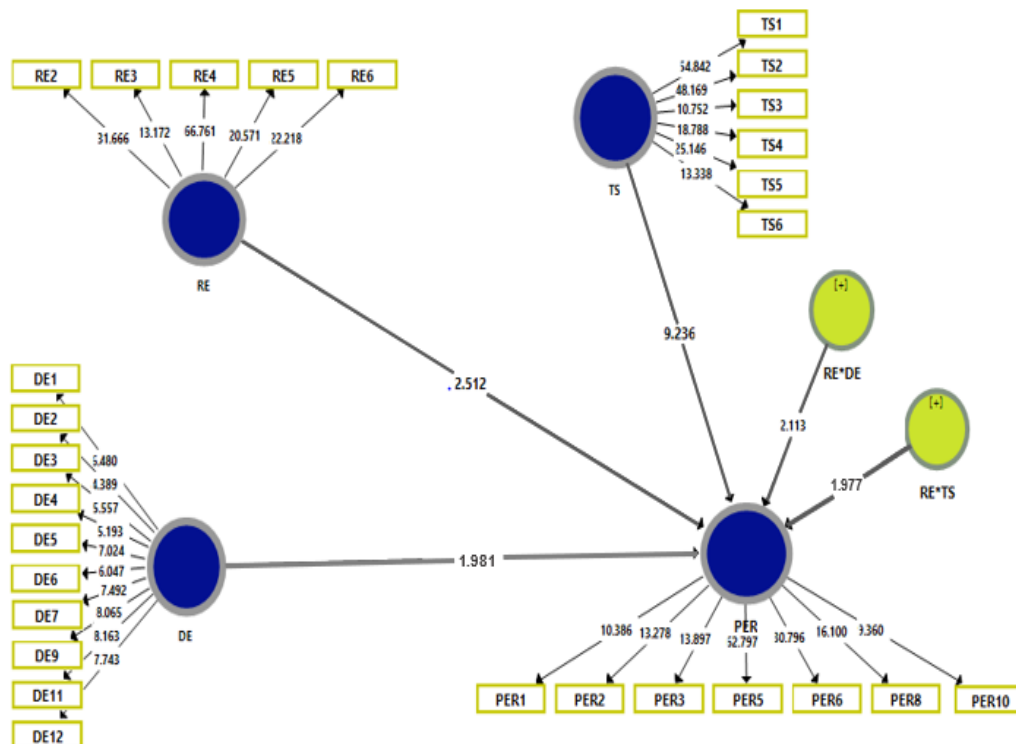 TS1
TS2
TS3
TS4
TS5
TS6
48.169
10.752
18.788
25.146
13.338
TS
RE2 RE3 RE4 RE5 RE6
31.666 13.172 66.761 20.571 22.218
RE
9.236
[+]
RE*DE
2.512
2.113
[+]
RE*TS
1.977
DE1
DE2
DE3
DE4
DE5
DE6
DE7
DE9
DE11
DE12
5.557
5.193
7.024
6.047
7.492
8.065
8.163
7.743
DE
1.981
PER
10.386 13.278 13.897 30.796 16.100
PER1 PER2 PER3 PER5 PER6 PER8 PER10